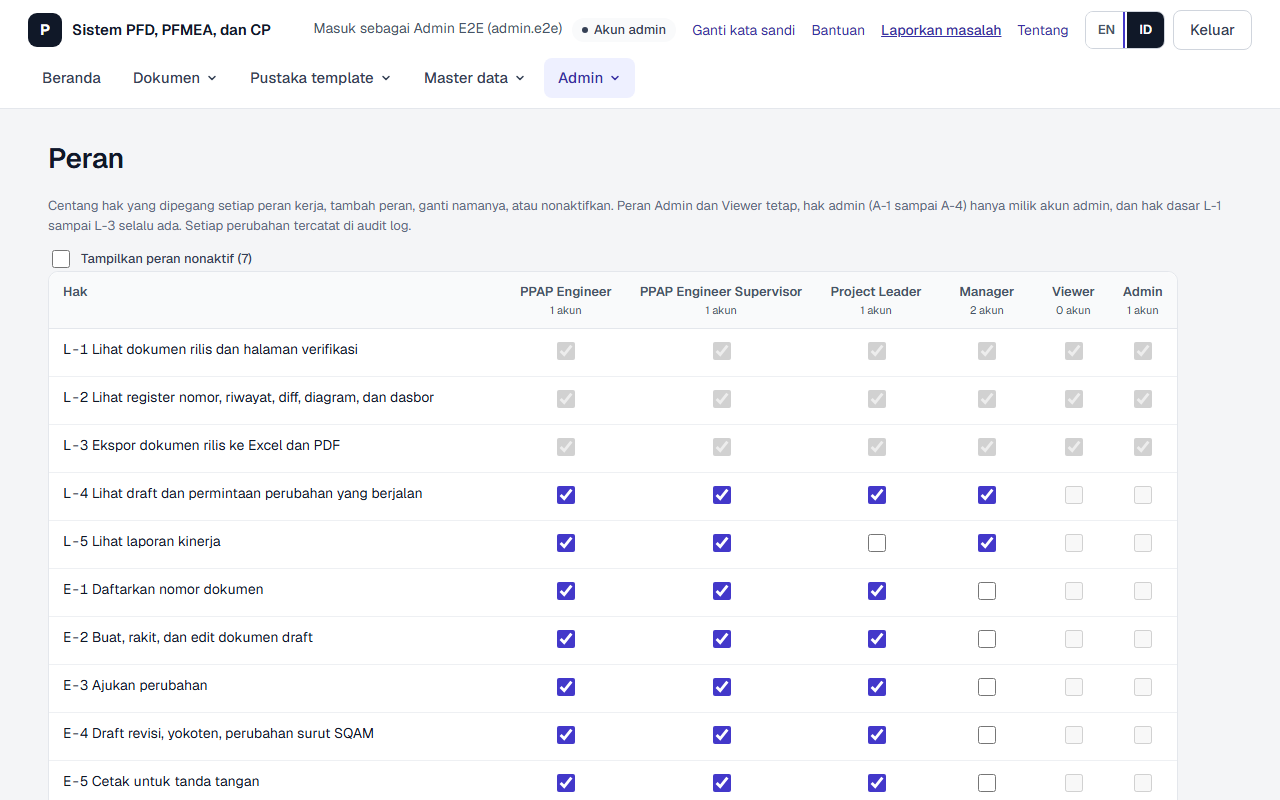 P Sistem PFD, PFMEA, dan CP
Masuk sebagai Admin E2E (admin.e2e) Akun admin Ganti kata sandi Bantuan Laporkan masalah Tentang EN ID Keluar
Beranda Dokumen Pustaka template Master data Admin
Peran
Centang hak yang dipegang setiap peran kerja, tambah peran, ganti namanya, atau nonaktifkan. Peran Admin dan Viewer tetap, hak admin (A-1 sampai A-4) hanya milik akun admin, dan hak dasar L-1
sampai L-3 selalu ada. Setiap perubahan tercatat di audit log.
Tampilkan peran nonaktif (7)
Hak PPAP Engineer PPAP Engineer Supervisor Project Leader Manager Viewer Admin
1 akun 1 akun 1 akun 2 akun 0 akun 1 akun
L-1 Lihat dokumen rilis dan halaman verifikasi
L-2 Lihat register nomor, riwayat, diff, diagram, dan dasbor
L-3 Ekspor dokumen rilis ke Excel dan PDF
L-4 Lihat draft dan permintaan perubahan yang berjalan
L-5 Lihat laporan kinerja
E-1 Daftarkan nomor dokumen
E-2 Buat, rakit, dan edit dokumen draft
E-3 Ajukan perubahan
E-4 Draft revisi, yokoten, perubahan surut SQAM
E-5 Cetak untuk tanda tangan